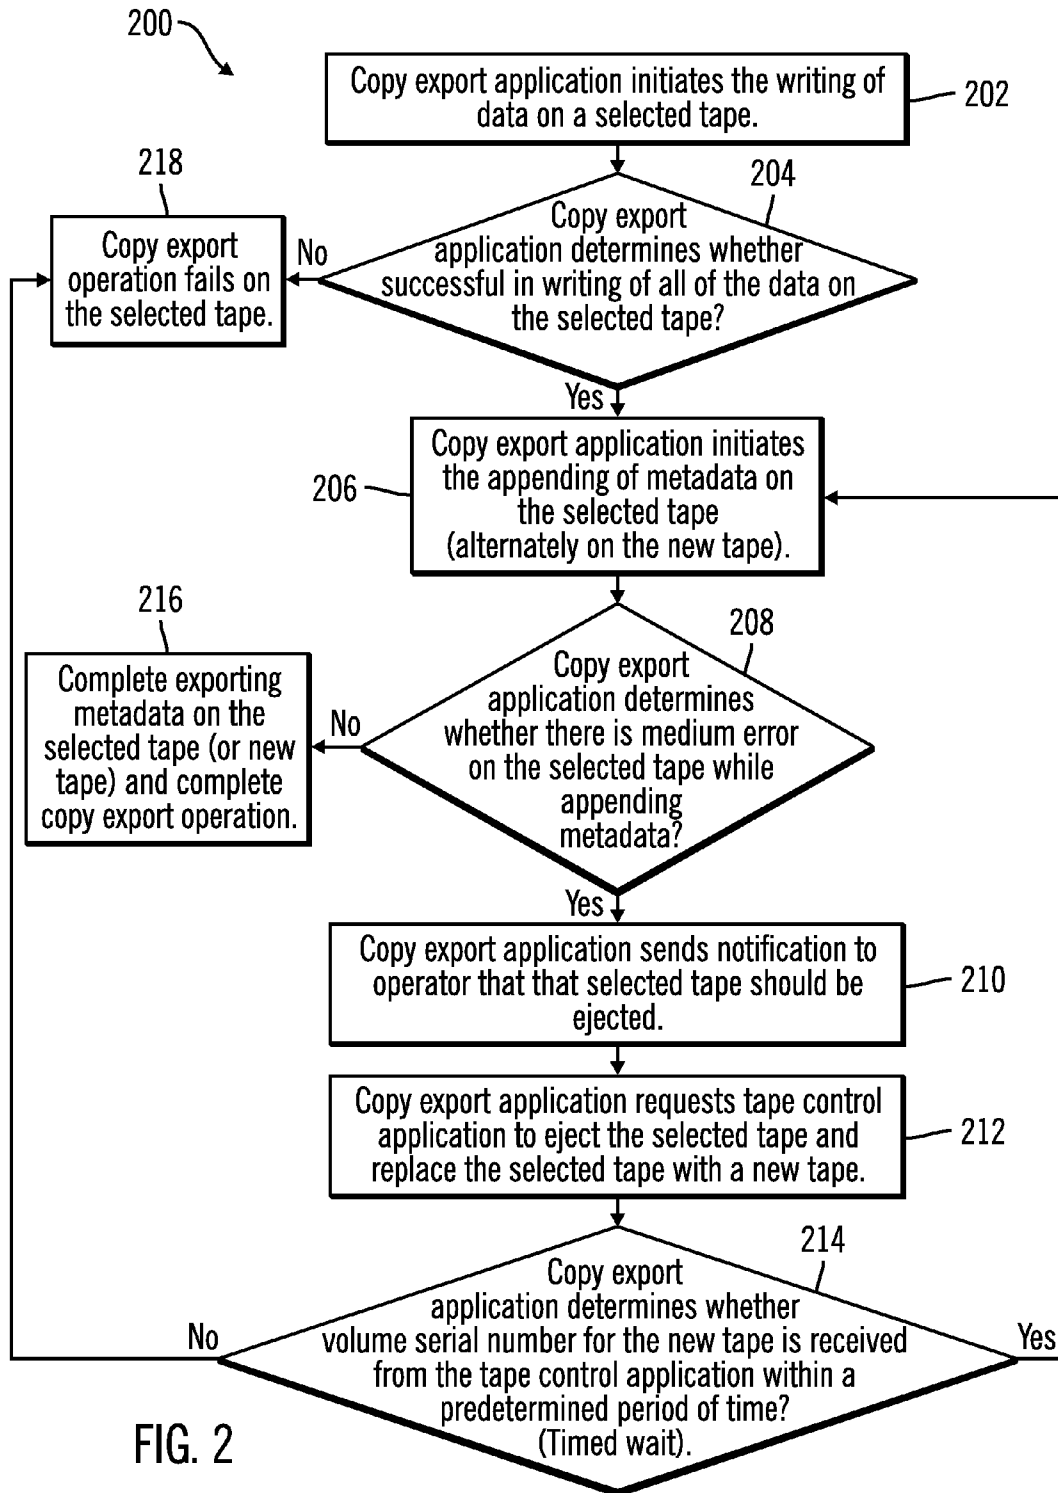 200
Copy export application initiates the writing of
data on a selected tape.
202
218
204
Copy export
operation fails on
the selected tape.
No
Copy export
application determines whether
successful in writing of all of the data on
the selected tape?
Yes
206
Copy export application initiates
the appending of metadata on
the selected tape
(alternately on the new tape).
216
208
Complete exporting
metadata on the
selected tape (or new
tape) and complete
copy export operation.
No
Copy export
application determines
whether there is medium error
on the selected tape while
appending
metadata?
Yes
Copy export application sends notification to
operator that that selected tape should be
ejected.
210
Copy export application requests tape control
application to eject the selected tape and
replace the selected tape with a new tape.
212
214
No
Copy export
application determines whether
volume serial number for the new tape is received
from the tape control application within a
predetermined period of time?
(Timed wait).
Yes
FIG. 2